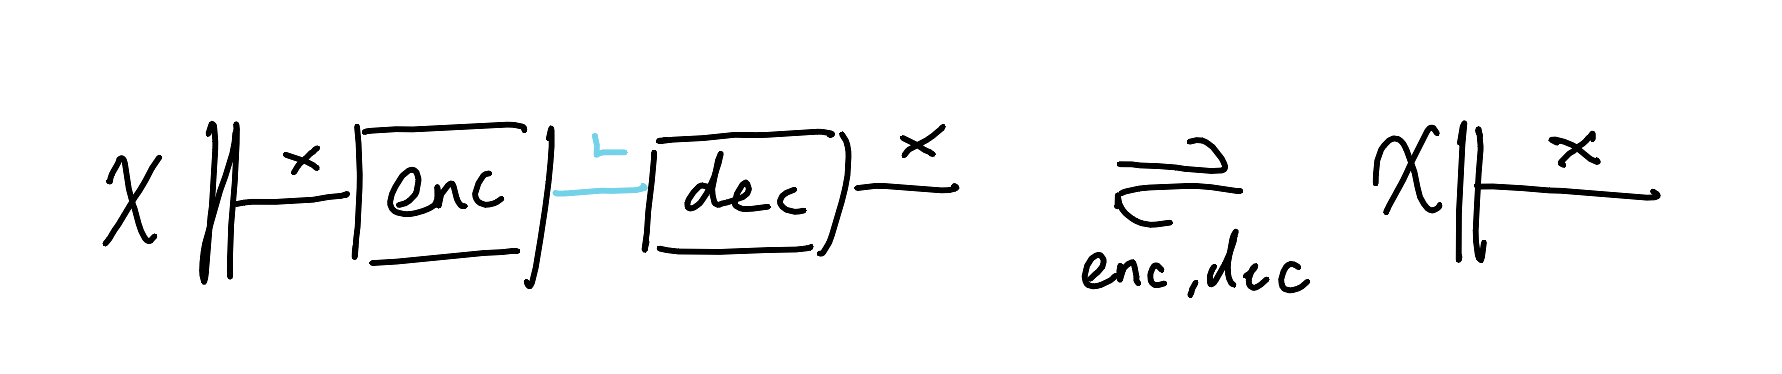 X || x enc L dec x ⇌ X || x
enc, dec